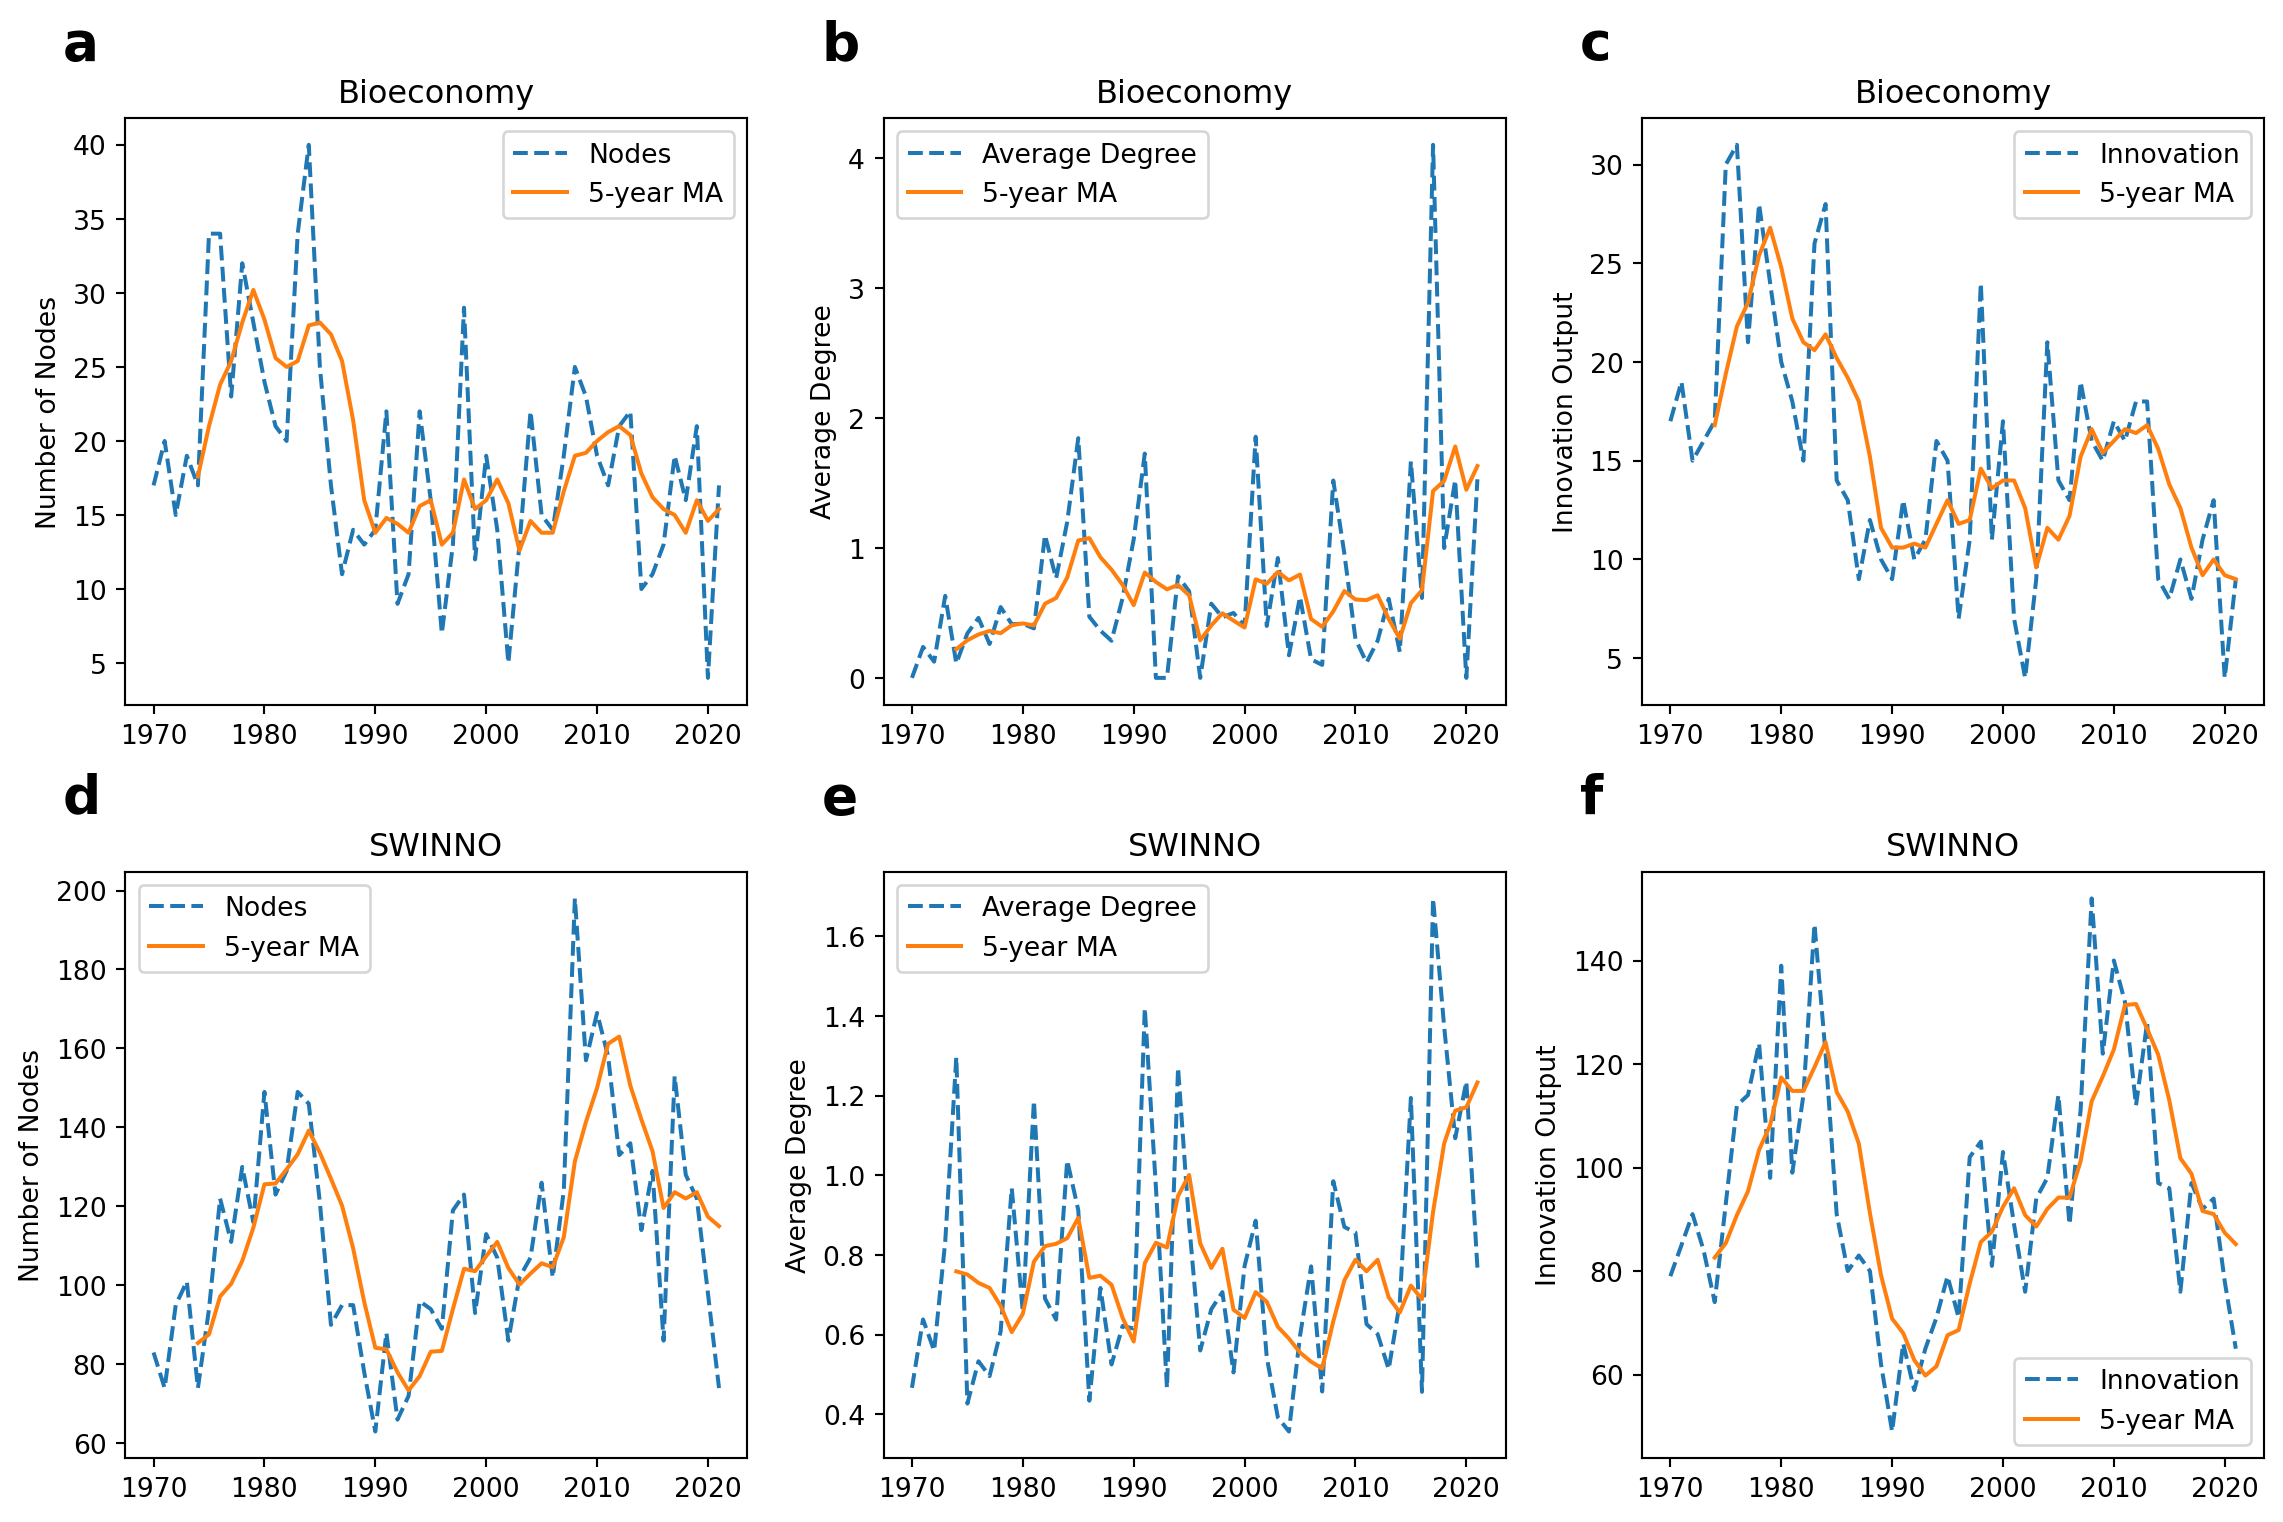 a
Bioeconomy
Number of Nodes
40
35
30
25
20
15
10
5
1970 1980 1990 2000 2010 2020
Nodes
5-year MA
b
Bioeconomy
Average Degree
4
3
2
1
0
1970 1980 1990 2000 2010 2020
Average Degree
5-year MA
c
Bioeconomy
Innovation Output
30
25
20
15
10
5
1970 1980 1990 2000 2010 2020
Innovation
5-year MA
d
SWINNO
Number of Nodes
200
180
160
140
120
100
80
60
1970 1980 1990 2000 2010 2020
Nodes
5-year MA
e
SWINNO
Average Degree
1.6
1.4
1.2
1.0
0.8
0.6
0.4
1970 1980 1990 2000 2010 2020
Average Degree
5-year MA
f
SWINNO
Innovation Output
140
120
100
80
60
1970 1980 1990 2000 2010 2020
Innovation
5-year MA